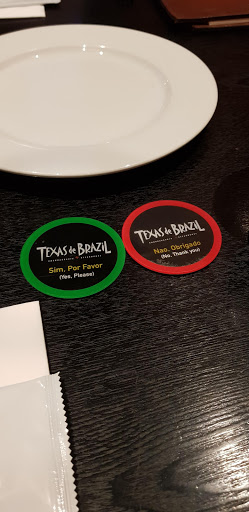 TEXAS de BRAZIL
Sim, Por Favor
(Yes, Please)
TEXAS de BRAZIL
Nao, Obrigado
(No, Thank you)